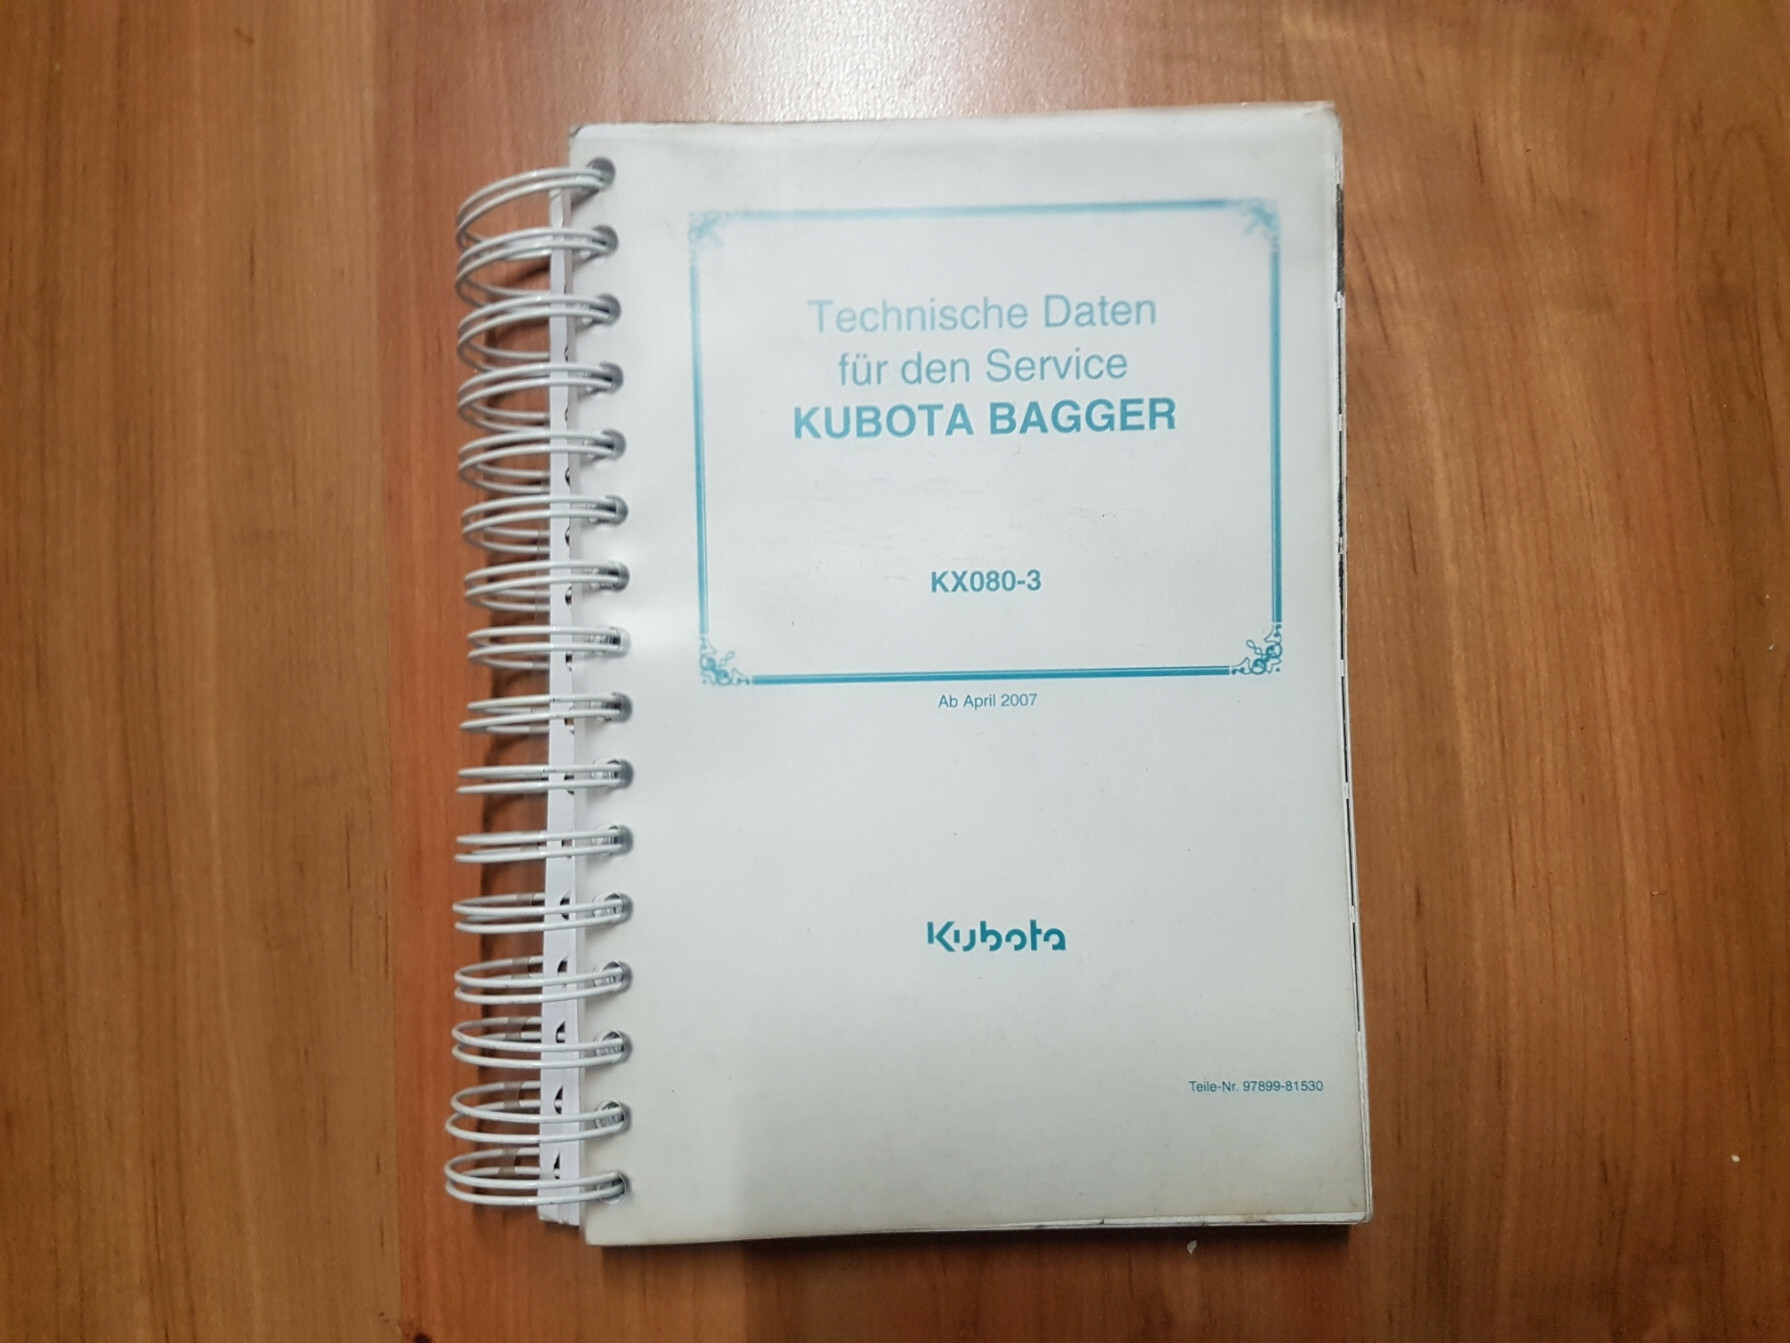 Technische Daten
für den Service
KUBOTA BAGGER
KX080-3
Ab April 2007
Kubota
Teile-Nr. 97899-81530